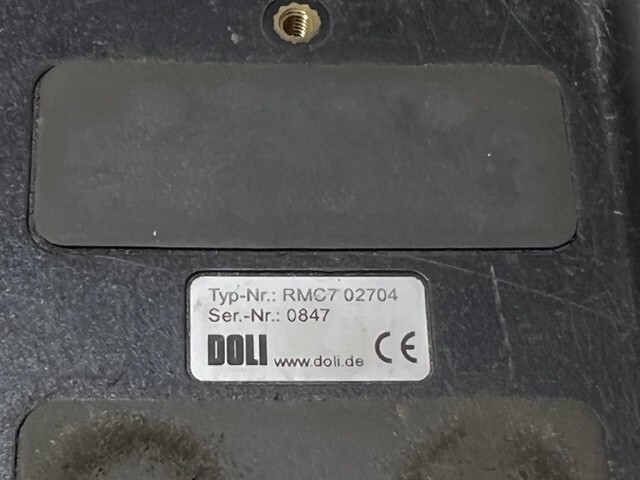 Typ-Nr.: RMC7 02704
Ser.-Nr.: 0847
DOLI www.doli.de CE